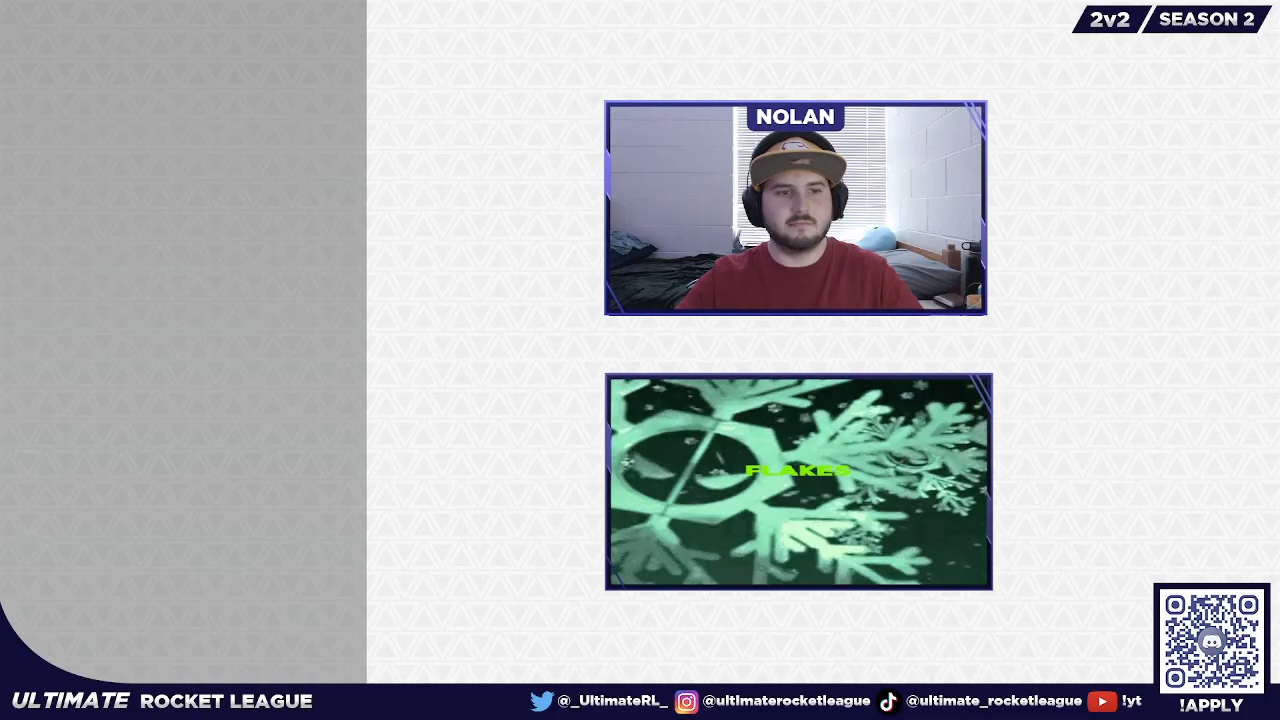 2v2 SEASON 2
NOLAN
FLAKES
ULTIMATE ROCKET LEAGUE
@_UltimateRL_ @ultimaterocketleague @ultimate_rocketleague !yt
!APPLY